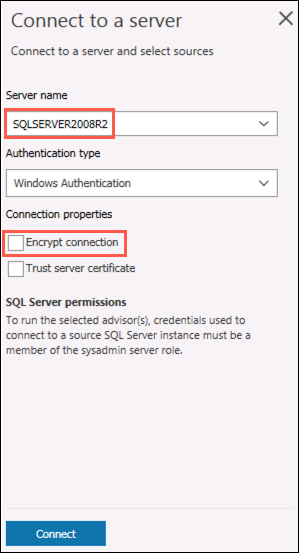 Connect to a server
Connect to a server and select sources
Server name
SQLSERVER2008R2
Authentication type
Windows Authentication
Connection properties
Encrypt connection
Trust server certificate
SQL Server permissions
To run the selected advisor(s), credentials used to
connect to a source SQL Server instance must be a
member of the sysadmin server role.
Connect